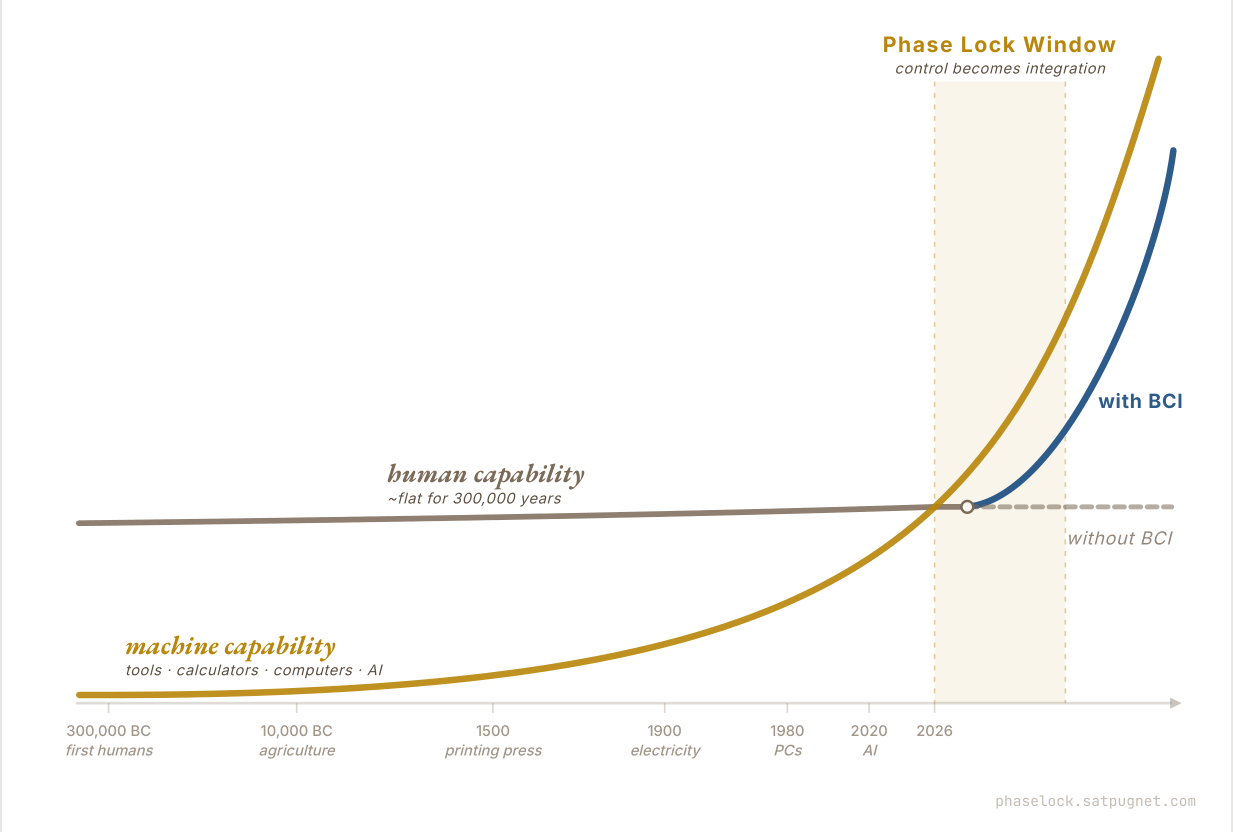 Phase Lock Window
control becomes integration
with BCI
human capability
~flat for 300,000 years
without BCI
machine capability
tools · calculators · computers · AI
300,000 BC
first humans
10,000 BC
agriculture
1500
printing press
1900
electricity
1980
PCs
2020
AI
2026
phaselock.satpugnet.com